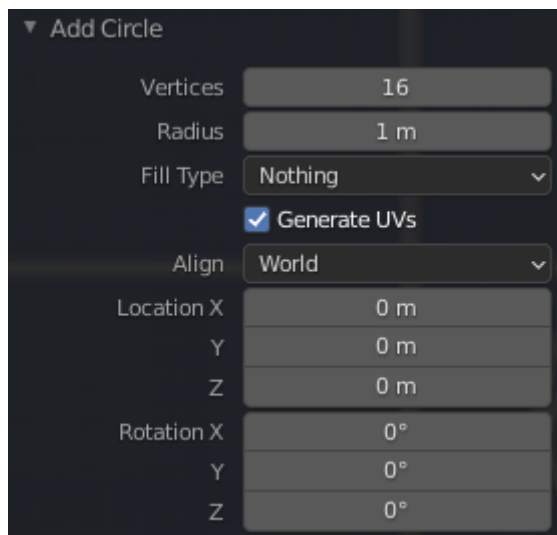 Add Circle
Vertices 16
Radius 1 m
Fill Type Nothing
Generate UVs
Align World
Location X 0 m
Y 0 m
Z 0 m
Rotation X 0°
Y 0°
Z 0°